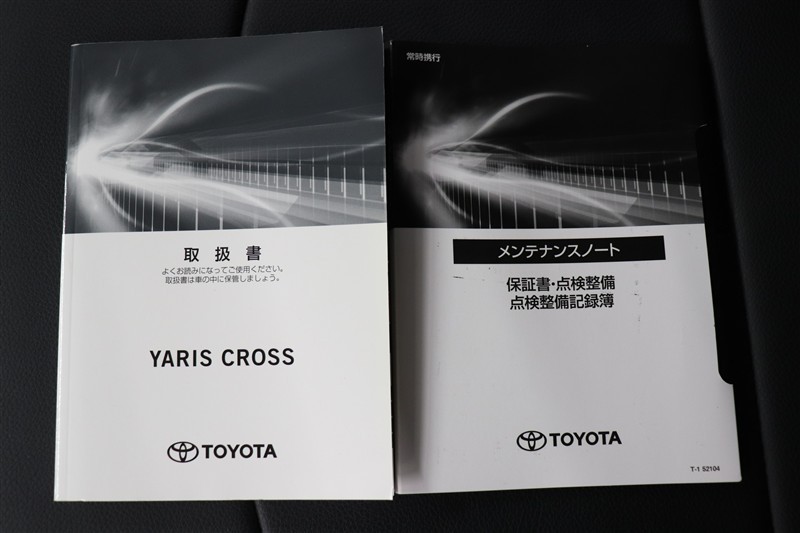 取扱書
よくお読みになってご使用ください。
取扱書は車の中に保管しましょう。
YARIS CROSS
TOYOTA
常時携行
メンテナンスノート
保証書・点検整備
点検整備記録簿
TOYOTA
T-1 52104